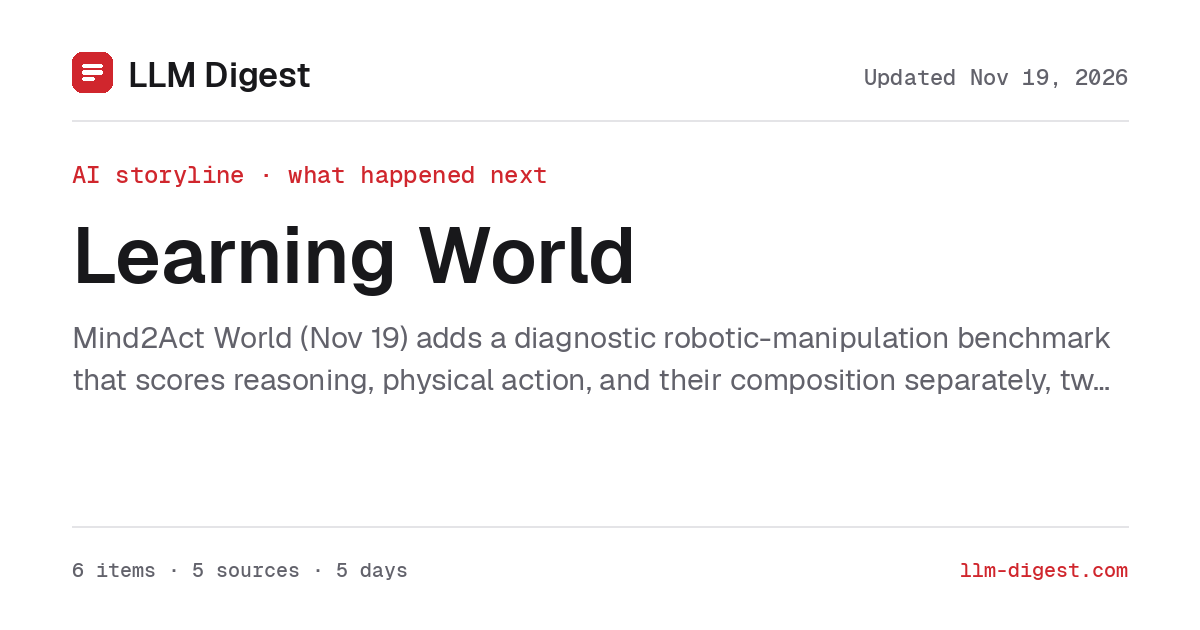 LLM Digest
Updated Nov 19, 2026
AI storyline · what happened next
Learning World
Mind2Act World (Nov 19) adds a diagnostic robotic-manipulation benchmark
that scores reasoning, physical action, and their composition separately, tw…
6 items · 5 sources · 5 days
llm-digest.com